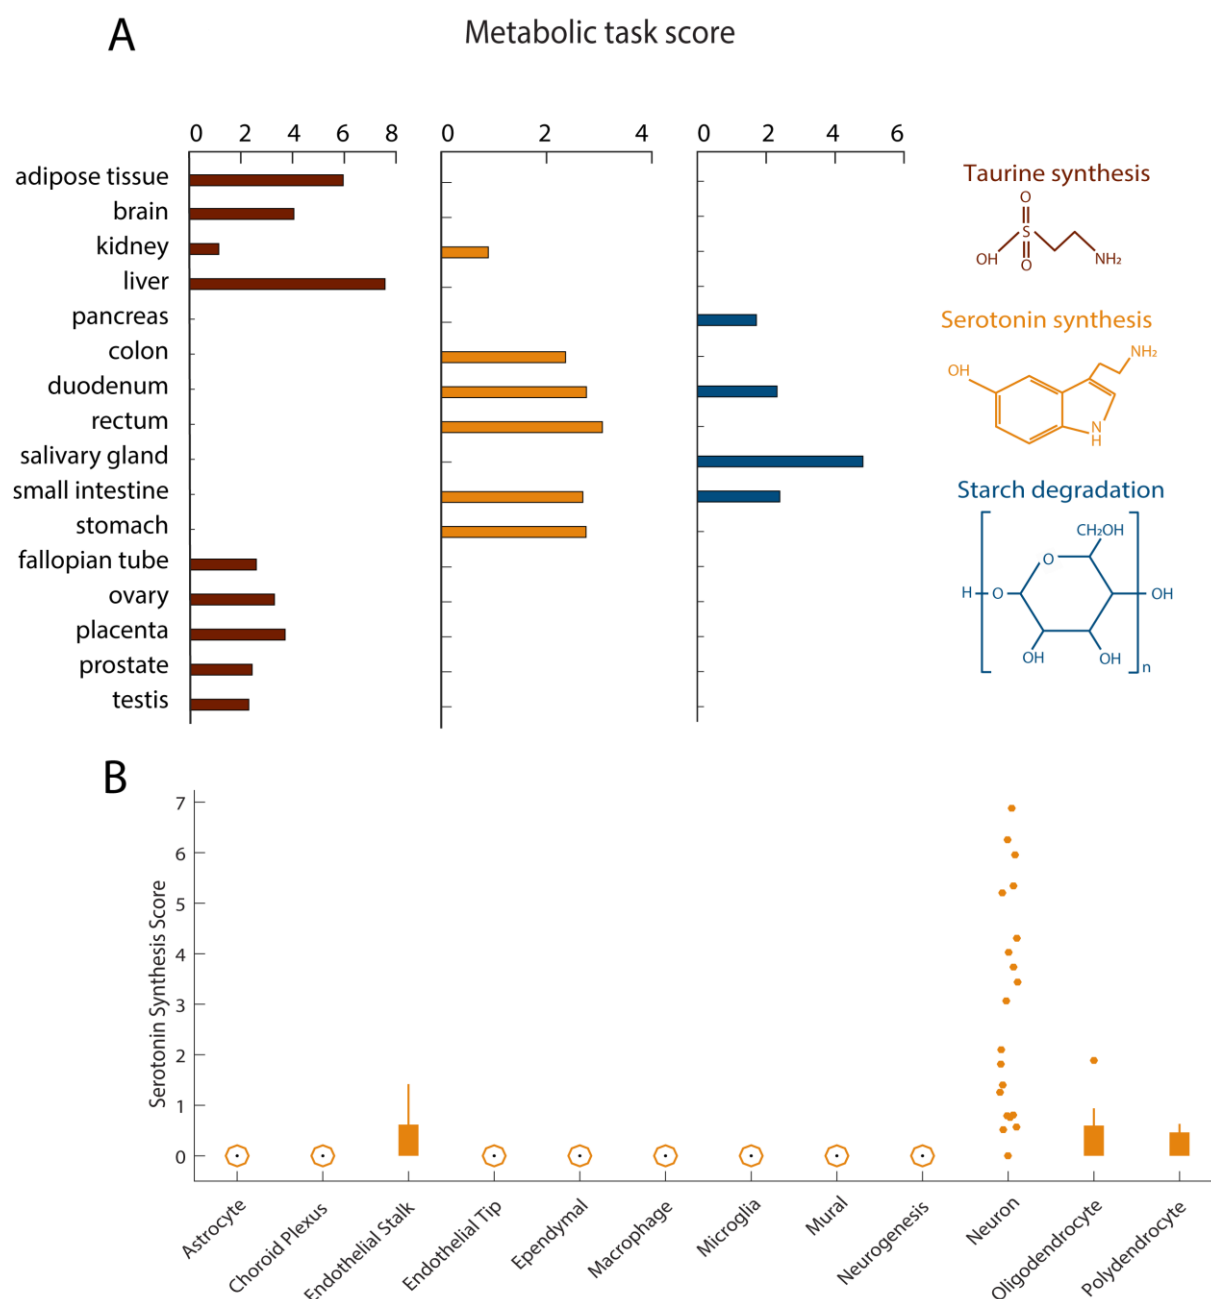 A
Metabolic task score
0 2 4 6 8
0 2 4
0 2 4 6
adipose tissue
brain
kidney
liver
pancreas
colon
duodenum
rectum
salivary gland
small intestine
stomach
fallopian tube
ovary
placenta
prostate
testis
Taurine synthesis
O
S
OH
O
NH₂
Serotonin synthesis
NH₂
OH
N
H
Starch degradation
CH₂OH
O
H
O
OH
OH
OH
n
B
Serotonin Synthesis Score
7
6
5
4
3
2
1
0
Astrocyte
Choroid Plexus
Endothelial Stalk
Endothelial Tip
Ependymal
Macrophage
Microglia
Mural
Neurogenesis
Neuron
Oligodendrocyte
Polydendrocyte